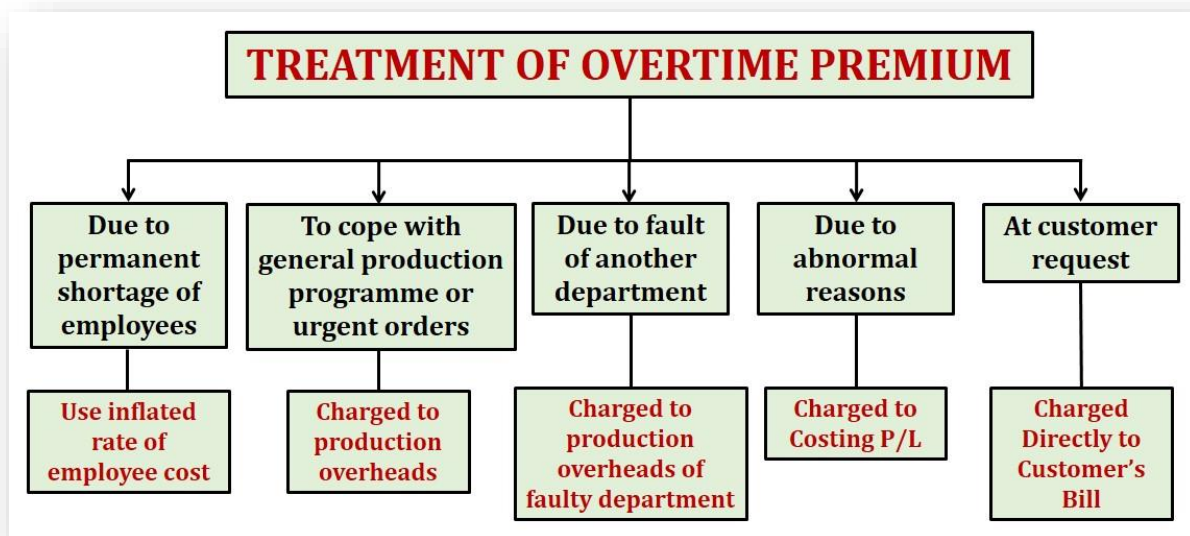 TREATMENT OF OVERTIME PREMIUM
Due to
permanent
shortage of
employees
To cope with
general production
programme or
urgent orders
Due to fault
of another
department
Due to
abnormal
reasons
At customer
request
Use inflated
rate of
employee cost
Charged to
production
overheads
Charged to
production
overheads of
faulty department
Charged to
Costing P/L
Charged
Directly to
Customer's
Bill